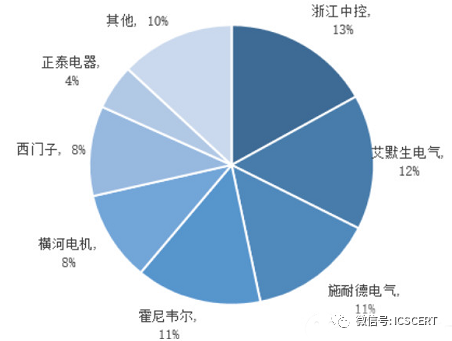 其他, 10%
浙江中控,
13%
正泰电器,
4%
艾默生电气,
12%
西门子, 8%
横河电机,
8%
施耐德电气,
11%
霍尼韦尔,
11%
微信号:ICSCERT